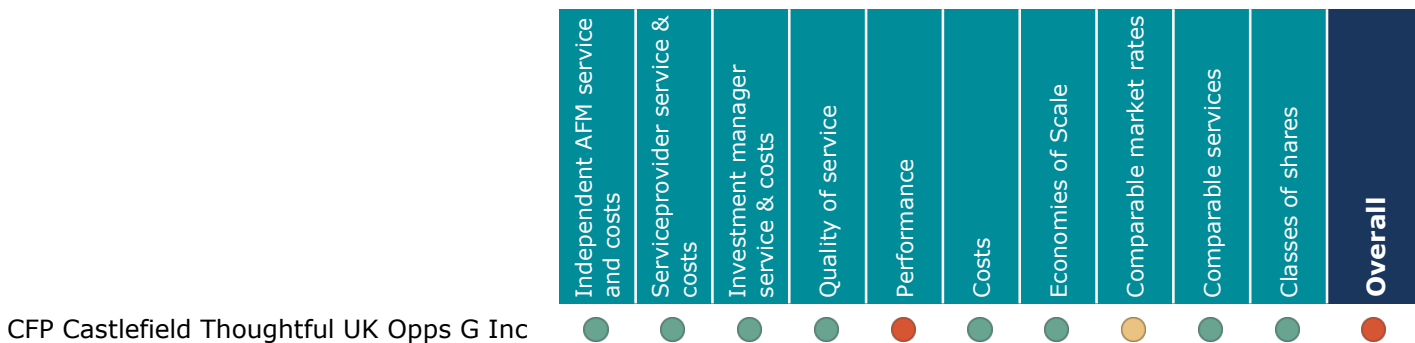 Independent AFM service
and costs
Serviceprovider service &
costs
Investment manager
service & costs
Quality of service
Performance
Costs
Economies of Scale
Comparable market rates
Comparable services
Classes of shares
Overall
CFP Castlefield Thoughtful UK Opps G Inc